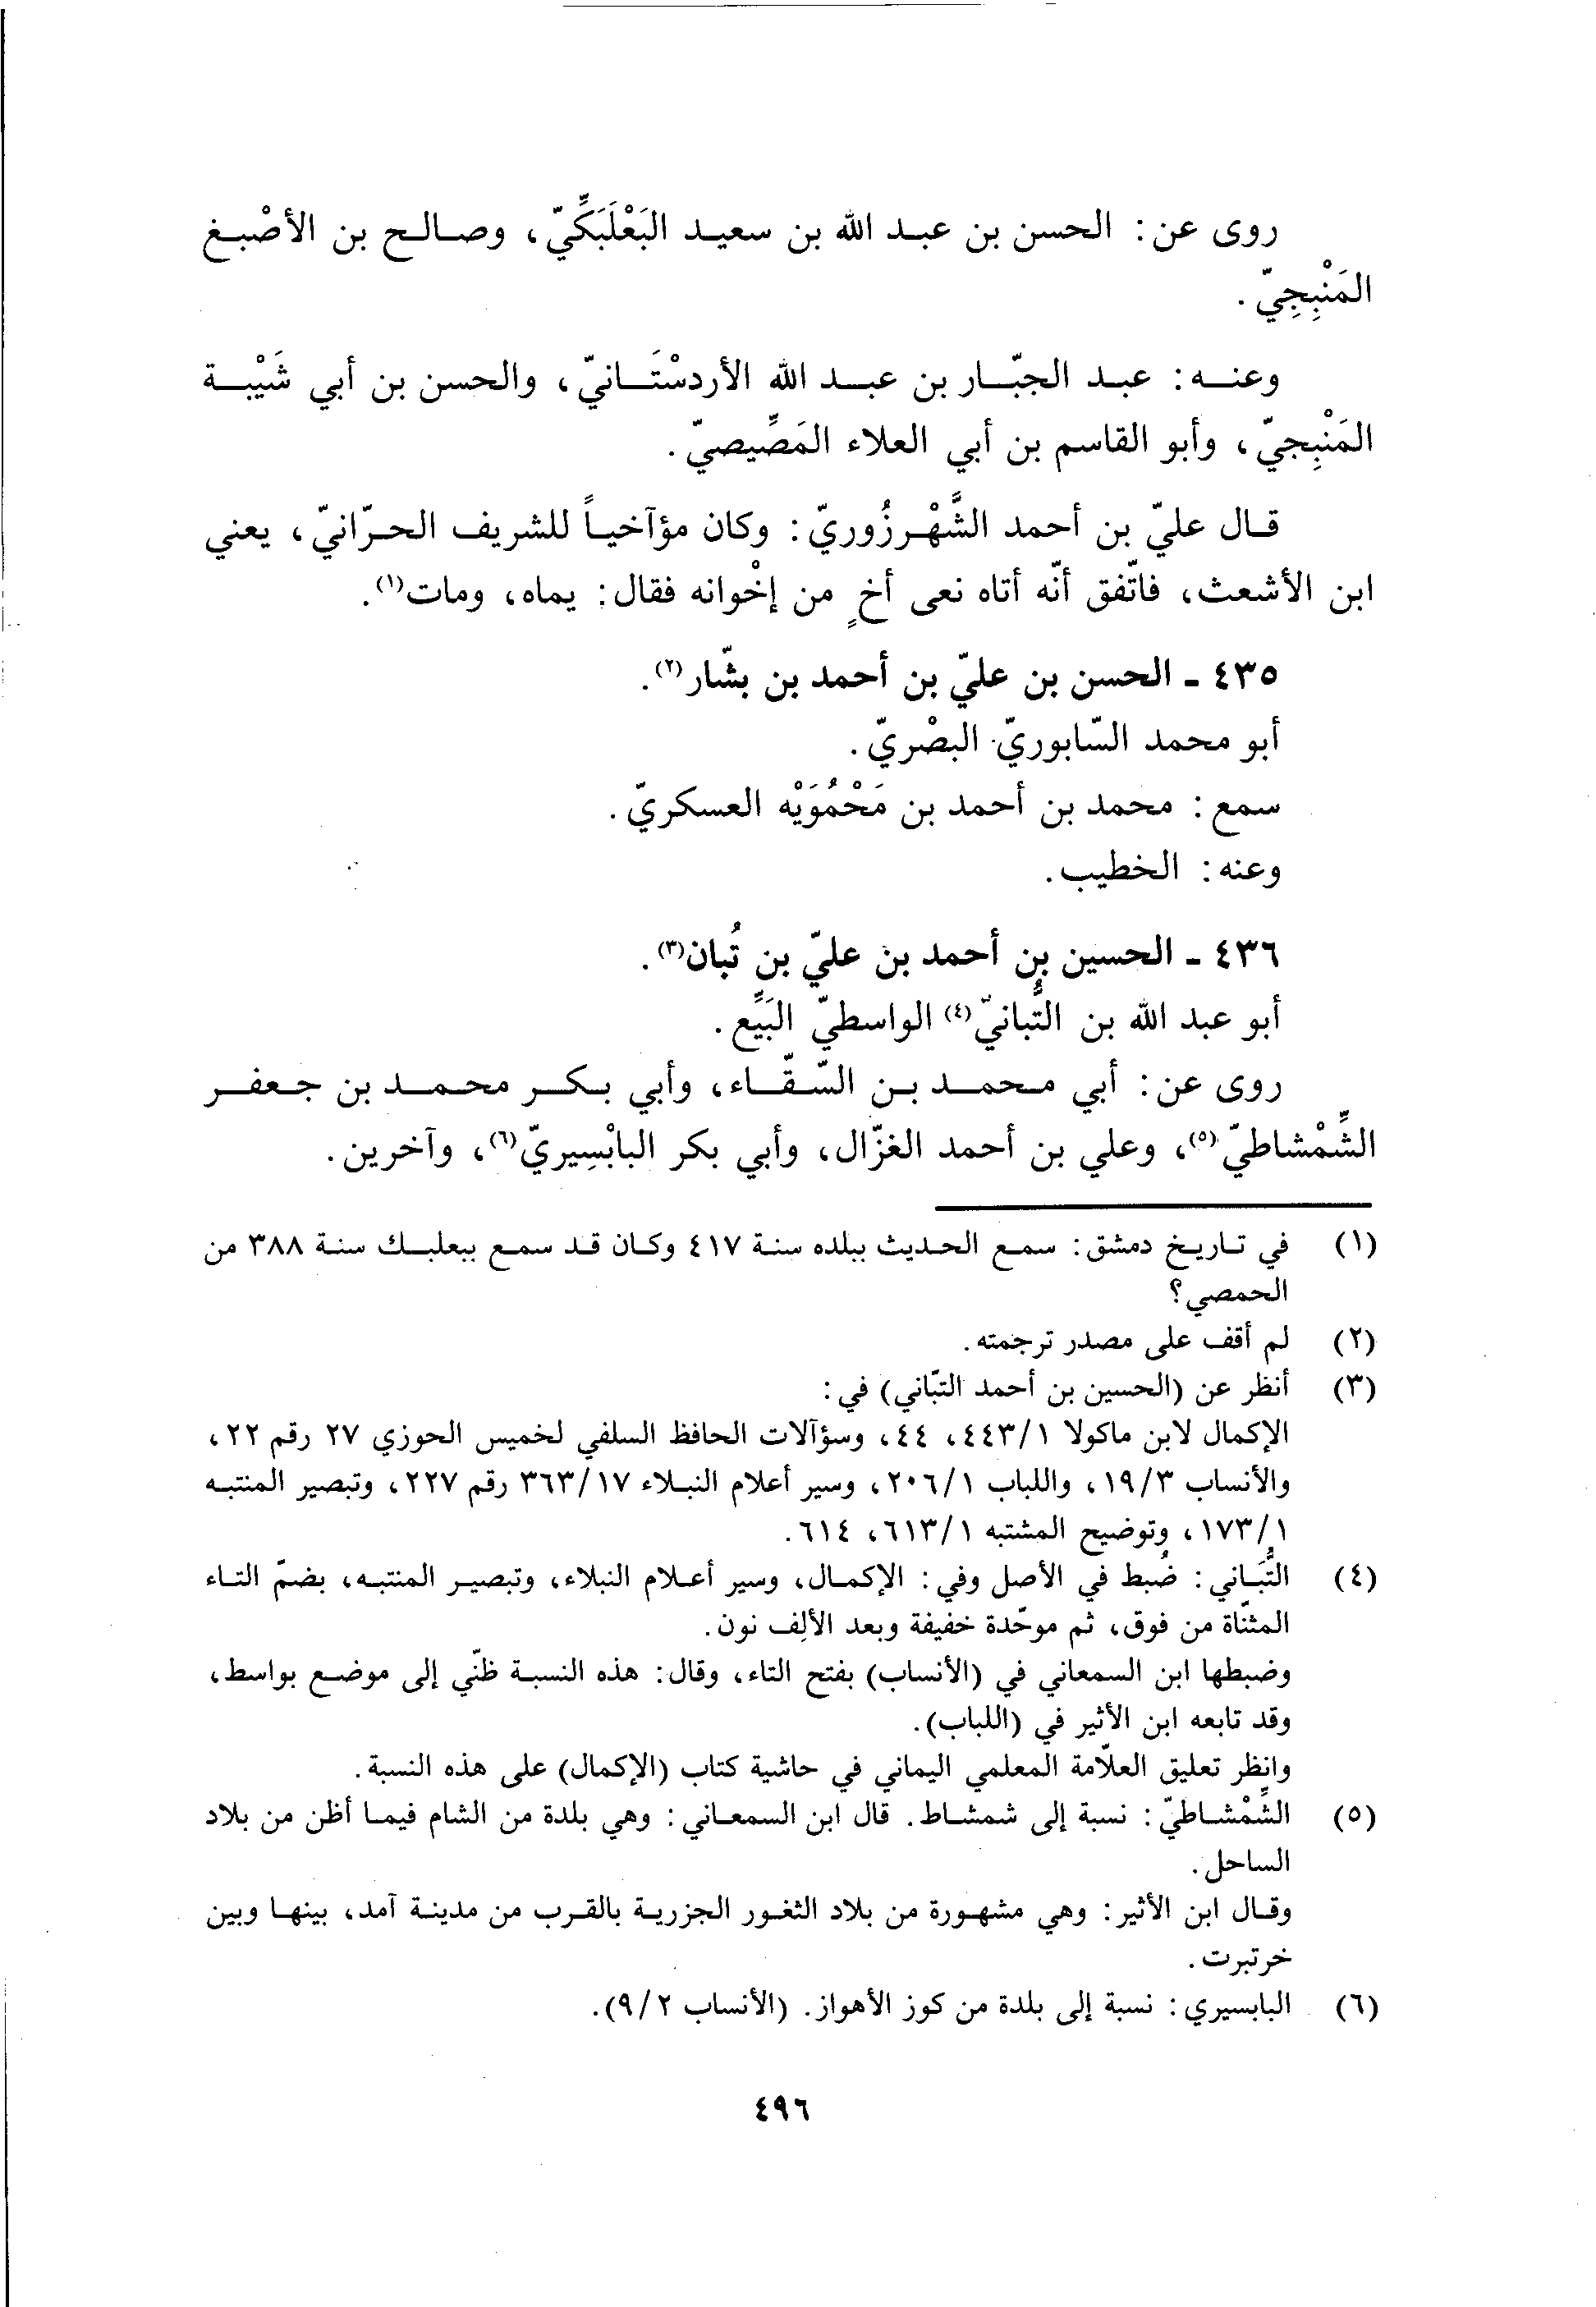 روى عن: الحسن بن عبد الله بن سعيد البَعْلَبَكِّيّ، وصالح بن الأصْبغ
المَنْبِجِيّ.
وعنه: عبد الجبّار بن عبد الله الأردسْتَانيّ، والحسن بن أبي شَيْبة
المَنْبِجيّ، وأبو القاسم بن أبي العلاء المَصِّيصيّ.
قال عليّ بن أحمد الشَّهْرزُوريّ: وكان مؤآخياً للشريف الحرّانيّ، يعني
ابن الأشعث، فاتّفق أنّه أتاه نعى أخٍ من إخْوانه فقال: يماه، ومات(١).
٤٣٥ - الحسن بن عليّ بن أحمد بن بشّار(٢).
أبو محمد السّابوريّ البصْريّ.
سمع: محمد بن أحمد بن مَحْمُوَيْه العسكريّ.
وعنه: الخطيب.
٤٣٦ - الحسين بن أحمد بن عليّ بن تُبان(٣).
أبو عبد الله بن التُّبانيّ(٤) الواسطيّ البَيِّع.
روى عن: أبي محمد بن السّقّاء، وأبي بكر محمد بن جعفر
الشِّمْشاطيّ(٥)، وعلي بن أحمد الغزّال، وأبي بكر البابْسِيريّ(٦)، وآخرين.
(١) في تاريخ دمشق: سمع الحديث ببلده سنة ٤١٧ وكان قد سمع ببعلبك سنة ٣٨٨ من
الحمصي؟
(٢) لم أقف على مصدر ترجمته.
(٣) أنظر عن (الحسين بن أحمد التبّاني) في:
الإكمال لابن ماكولا ٤٤٣/١، ٤٤، وسؤآلات الحافظ السلفي لخميس الحوزي ٢٧ رقم ٢٢،
والأنساب ١٩/٣، واللباب ٢٠٦/١، وسير أعلام النبلاء ٣٦٣/١٧ رقم ٢٢٧، وتبصير المنتبه
١٧٣/١، وتوضيح المشتبه ٦١٣/١، ٦١٤.
(٤) التُّبَاني: ضُبط في الأصل وفي: الإكمال، وسير أعلام النبلاء، وتبصير المنتبه، بضمّ التاء
المثنّاة من فوق، ثم موحّدة خفيفة وبعد الألِف نون.
وضبطها ابن السمعاني في (الأنساب) بفتح التاء، وقال: هذه النسبة ظنّي إلى موضع بواسط،
وقد تابعه ابن الأثير في (اللباب).
وانظر تعليق العلاّمة المعلمي اليماني في حاشية كتاب (الإكمال) على هذه النسبة.
(٥) الشِّمْشاطيّ: نسبة إلى شمشاط. قال ابن السمعاني: وهي بلدة من الشام فيما أظن من بلاد
الساحل.
وقال ابن الأثير: وهي مشهورة من بلاد الثغور الجزرية بالقرب من مدينة آمد، بينها وبين
خرتبرت.
(٦) البابسيري: نسبة إلى بلدة من كوز الأهواز. (الأنساب ٩/٢).
٤٩٦